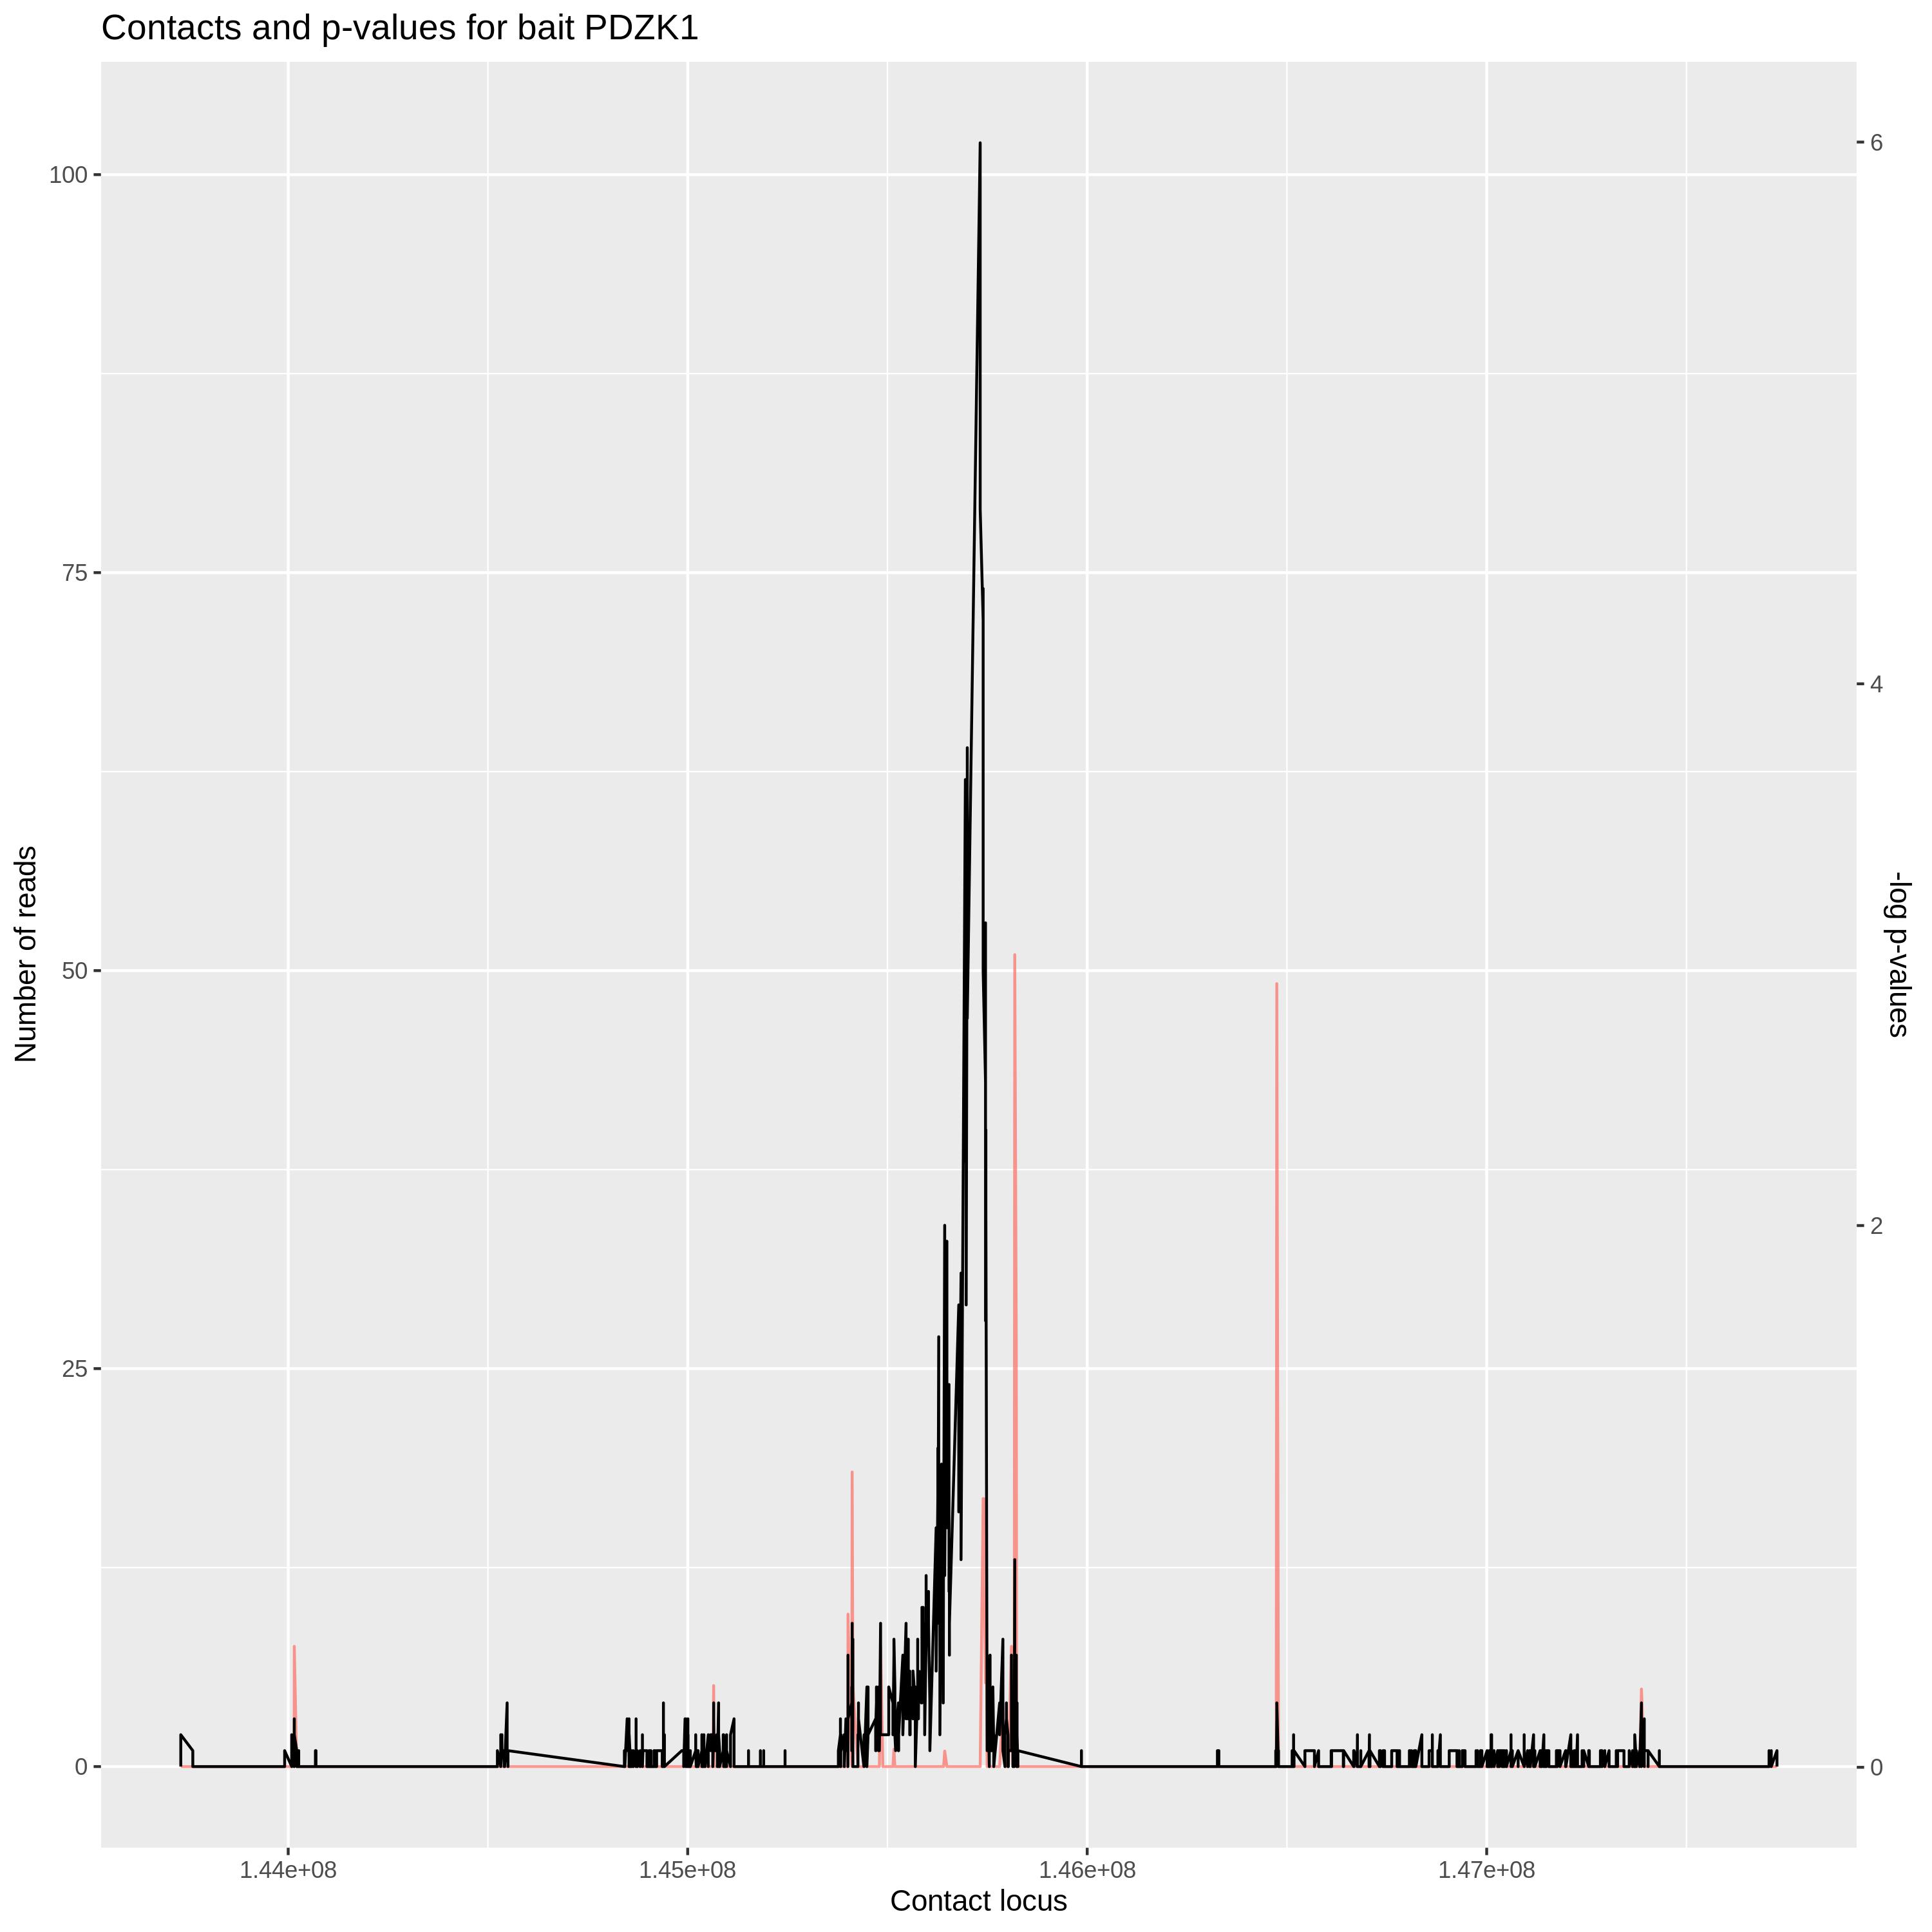 Contacts and p-values for bait PDZK1
100
75
50
25
0
Number of reads
6
4
2
0
-log p-values
1.44e+08
1.45e+08
1.46e+08
1.47e+08
Contact locus